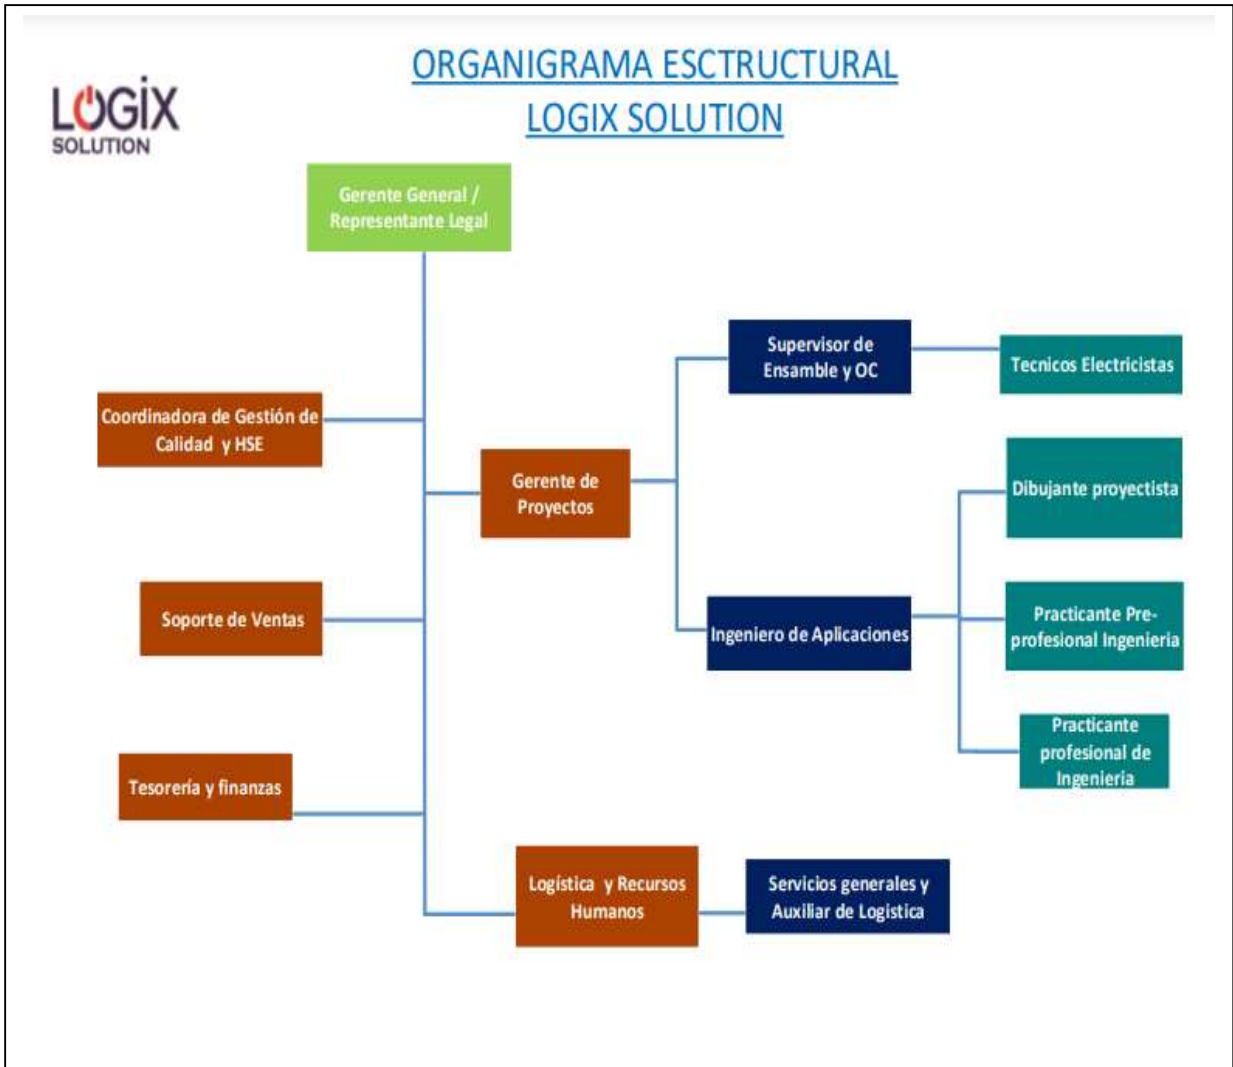 ORGANIGRAMA ESCTRUCTURAL
LOGIX SOLUTION
LOGIX
SOLUTION
Gerente General /
Representante Legal
Coordinadora de Gestión de
Calidad y HSE
Soporte de Ventas
Tesorería y finanzas
Gerente de
Proyectos
Logística y Recursos
Humanos
Supervisor de
Ensamble y OC
Ingeniero de Aplicaciones
Servicios generales y
Auxiliar de Logistica
Tecnicos Electricistas
Dibujante proyectista
Practicante Pre-
profesional Ingenieria
Practicante
profesional de
Ingenieria